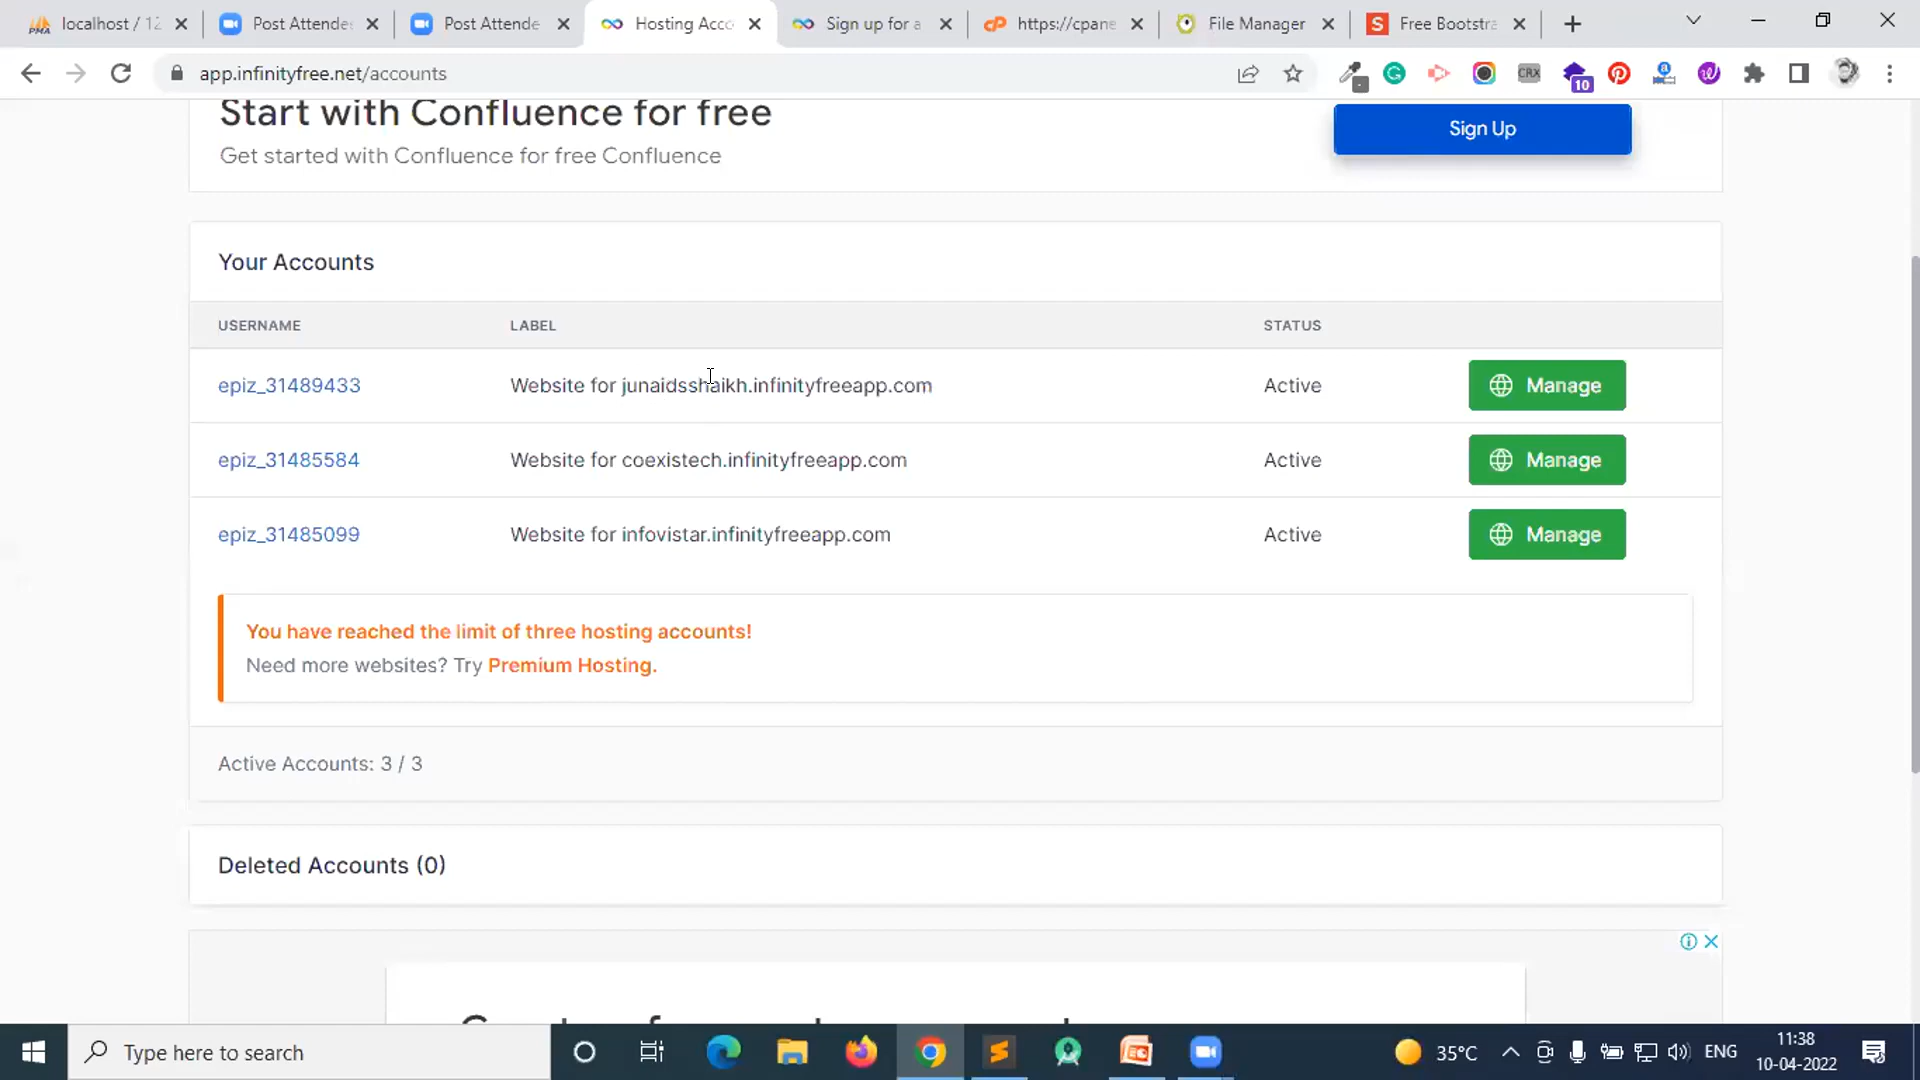 localhost / 12
Post Attende
Post Attende
Hosting Acco
Sign up for a
https://cpane
File Manager
Free Bootstra
app.infinityfree.net/accounts
CRX
10
Start with Confluence for free
Get started with Confluence for free Confluence
Sign Up
Your Accounts
USERNAME LABEL STATUS
epiz_31489433 Website for junaidsshaikh.infinityfreeapp.com Active Manage
epiz_31485584 Website for coexistech.infinityfreeapp.com Active Manage
epiz_31485099 Website for infovistar.infinityfreeapp.com Active Manage
You have reached the limit of three hosting accounts!
Need more websites? Try Premium Hosting.
Active Accounts: 3 / 3
Deleted Accounts (0)
Type here to search
35°C
ENG
11:38
10-04-2022